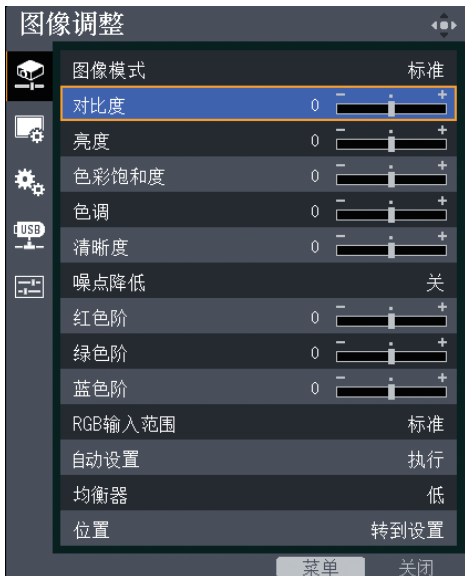 图像调整
图像模式 标准
对比度 0 - +
亮度 0 - +
色彩饱和度 0 - +
色调 0 - +
USB
清晰度 0 - +
噪点降低 关
红色阶 0 - +
绿色阶 0 - +
蓝色阶 0 - +
RGB输入范围 标准
自动设置 执行
均衡器 低
位置 转到设置
菜单 关闭